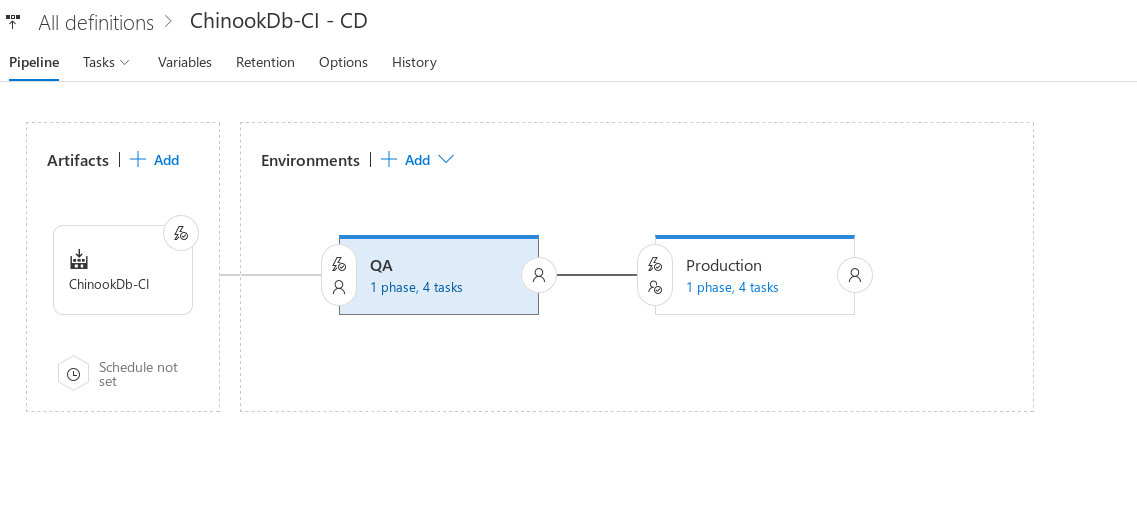 All definitions
ChinookDb-CI - CD
Pipeline
Tasks
Variables
Retention
Options
History
Artifacts
Add
Environments
Add
ChinookDb-CI
QA
1 phase, 4 tasks
Production
1 phase, 4 tasks
Schedule not
set